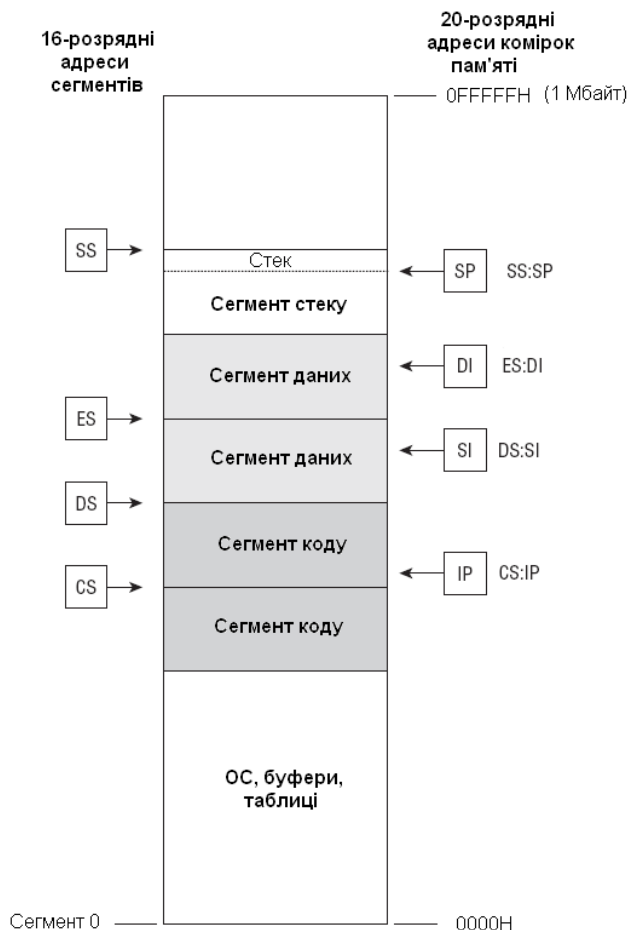 16-розрядні
адреси
сегментів
20-розрядні
адреси комірок
пам'яті
0FFFFFH (1 Мбайт)
SS
Стек
SP SS:SP
Сегмент стеку
DI ES:DI
Сегмент даних
ES
SI DS:SI
Сегмент даних
DS
Сегмент коду
IP CS:IP
CS
Сегмент коду
ОС, буфери,
таблиці
Сегмент 0
0000H